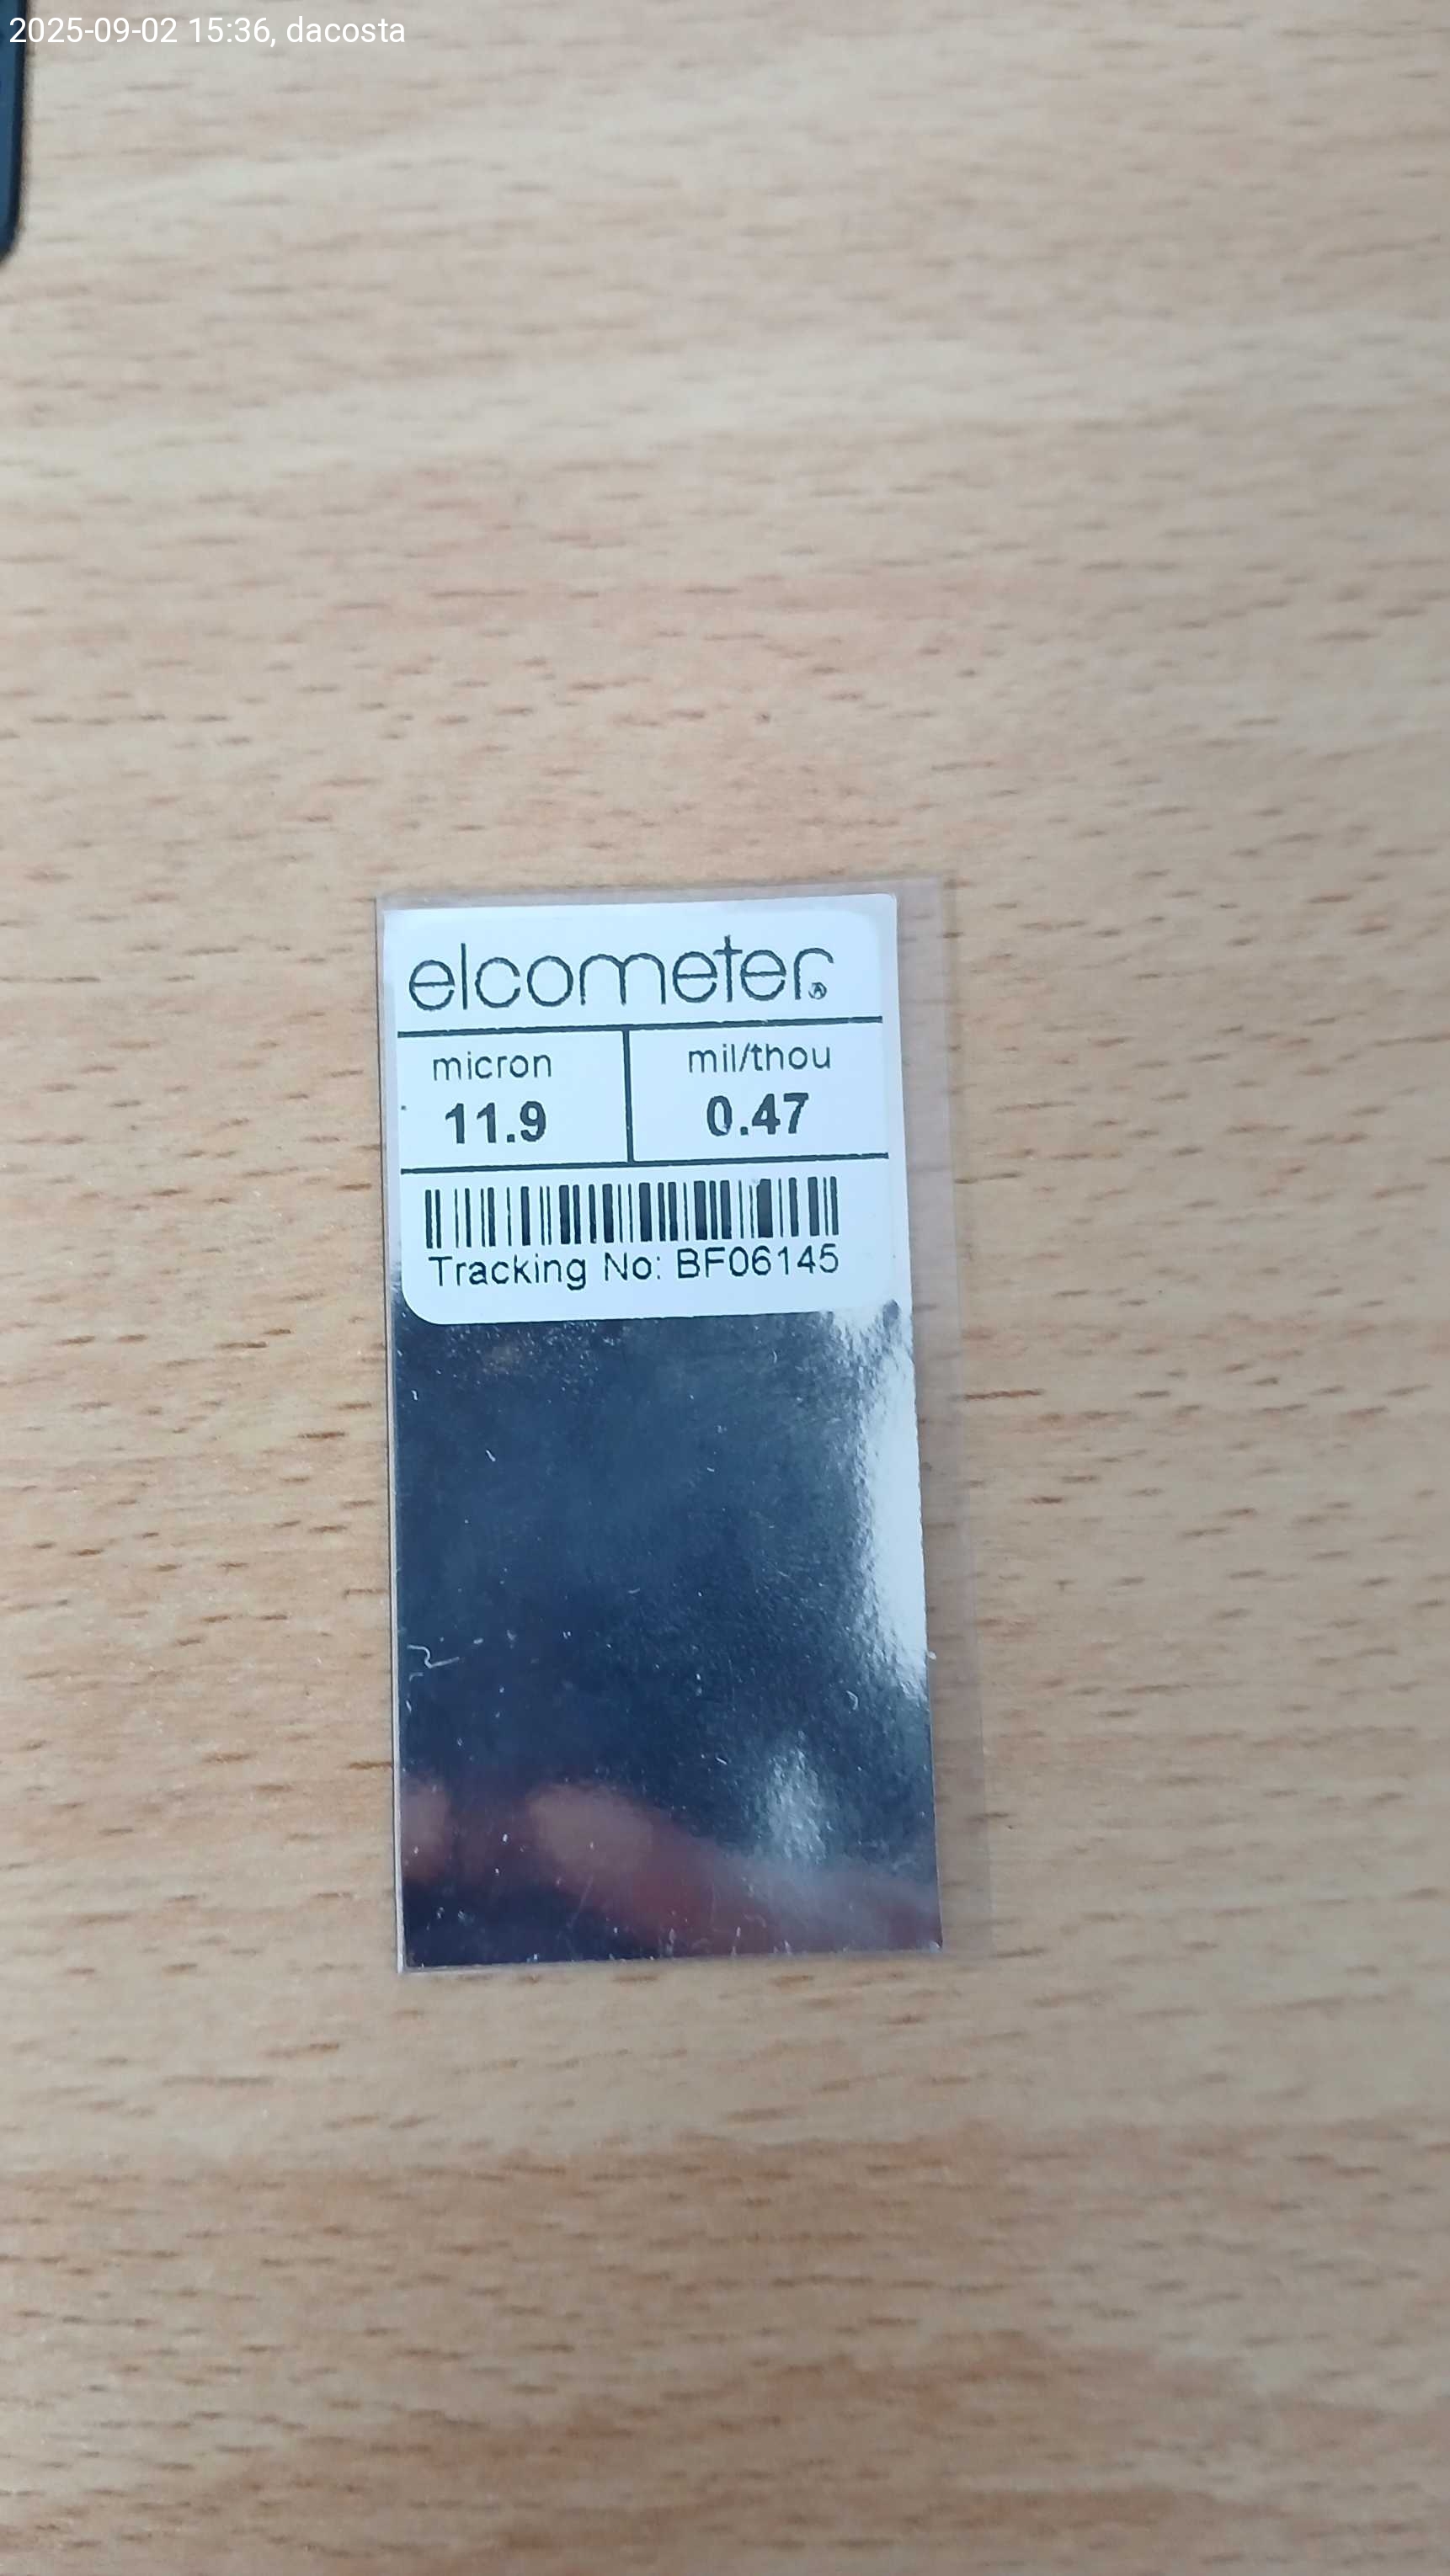 2025-09-02 15:36, dacosta
elcometer®
micron
mil/thou
11.9
0.47
Tracking No: BF06145